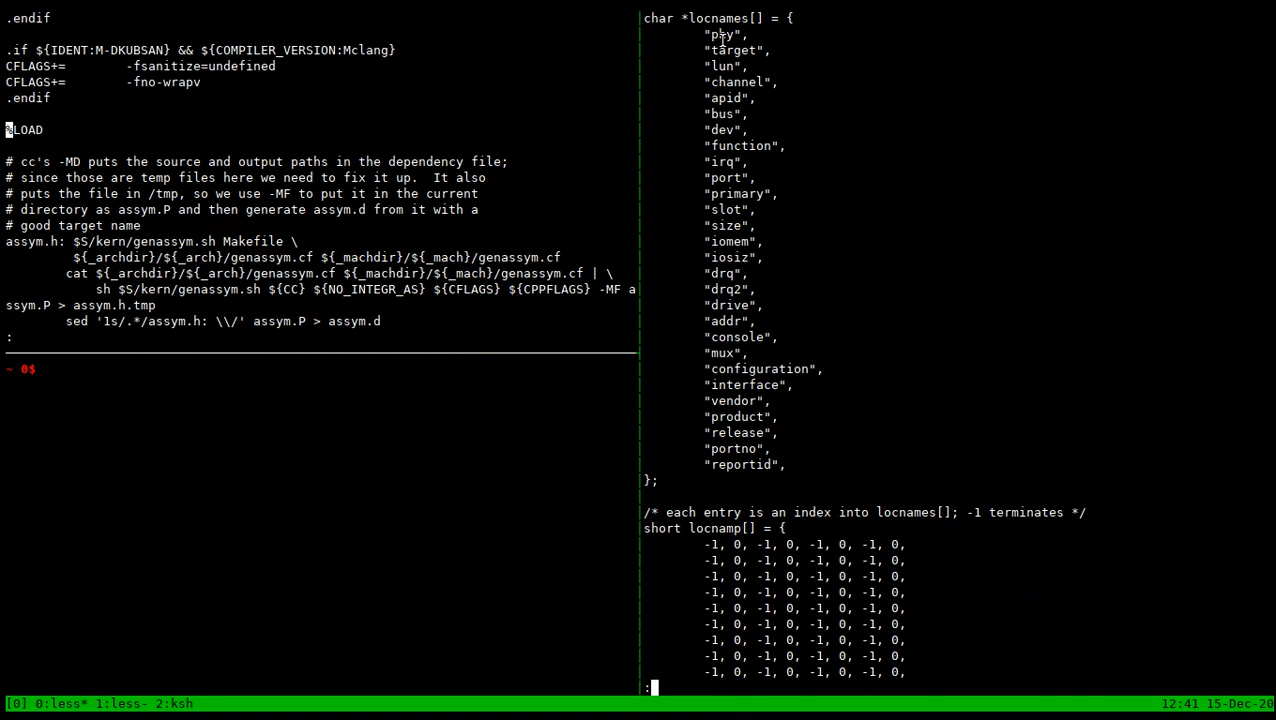 .endif
.if ${IDENT:M-DKUBSAN} && ${COMPILER_VERSION:Mclang}
CFLAGS+=        -fsanitize=undefined
CFLAGS+=        -fno-wrapv
.endif
%LOAD
# cc's -MD puts the source and output paths in the dependency file;
# since those are temp files here we need to fix it up.  It also
# puts the file in /tmp, so we use -MF to put it in the current
# directory as assym.P and then generate assym.d from it with a
# good target name
assym.h: $S/kern/genassym.sh Makefile \
         ${_archdir}/${_arch}/genassym.cf ${_machdir}/${_mach}/genassym.cf
        cat ${_archdir}/${_arch}/genassym.cf ${_machdir}/${_mach}/genassym.cf | \
                sh $S/kern/genassym.sh ${CC} ${NO_INTEGR_AS} ${CFLAGS} ${CPPFLAGS} -MF a
ssym.P > assym.h.tmp
        sed '1s/.*/assym.h: \\/' assym.P > assym.d
:
~ 0$
char *locnames[] = {
        "phy",
        "target",
        "lun",
        "channel",
        "apid",
        "bus",
        "dev",
        "function",
        "irq",
        "port",
        "primary",
        "slot",
        "size",
        "iomem",
        "iosiz",
        "drq",
        "drq2",
        "drive",
        "addr",
        "console",
        "mux",
        "configuration",
        "interface",
        "vendor",
        "product",
        "release",
        "portno",
        "reportid",
};
/* each entry is an index into locnames[]; -1 terminates */
short locnamp[] = {
        -1, 0, -1, 0, -1, 0, -1, 0,
        -1, 0, -1, 0, -1, 0, -1, 0,
        -1, 0, -1, 0, -1, 0, -1, 0,
        -1, 0, -1, 0, -1, 0, -1, 0,
        -1, 0, -1, 0, -1, 0, -1, 0,
        -1, 0, -1, 0, -1, 0, -1, 0,
        -1, 0, -1, 0, -1, 0, -1, 0,
        -1, 0, -1, 0, -1, 0, -1, 0,
        -1, 0, -1, 0, -1, 0, -1, 0,
:
[0] 0:less* 1:less- 2:ksh
12:41 15-Dec-20